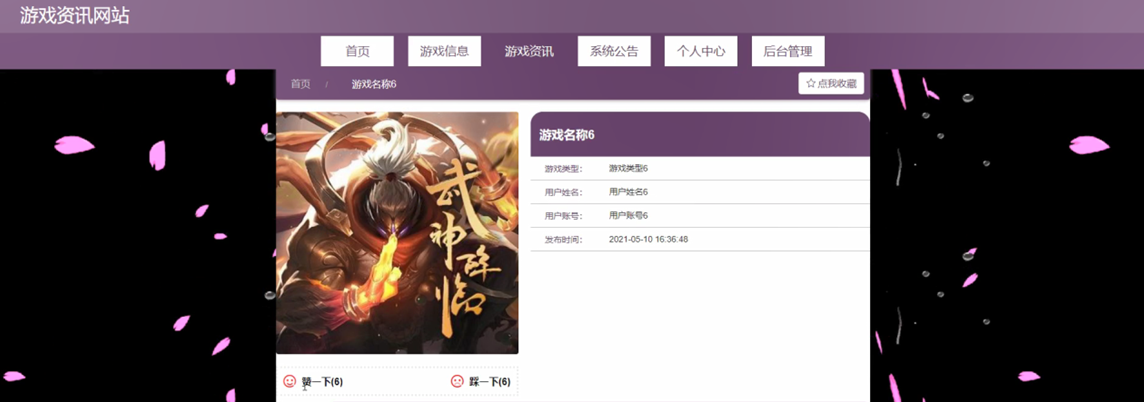 游戏资讯网站
首页 游戏信息 游戏资讯 系统公告 个人中心 后台管理
首页 / 游戏名称6 ☆点我收藏
武神降临
游戏名称6
游戏类型: 游戏类型6
用户姓名: 用户姓名6
用户账号: 用户账号6
发布时间: 2021-05-10 16:36:48
赞一下(6) 踩一下(6)